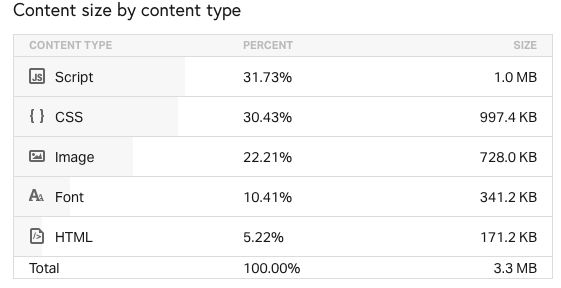 Content size by content type
CONTENT TYPE PERCENT SIZE
JS Script 31.73% 1.0 MB
{ } CSS 30.43% 997.4 KB
Image 22.21% 728.0 KB
AA Font 10.41% 341.2 KB
</> HTML 5.22% 171.2 KB
Total 100.00% 3.3 MB